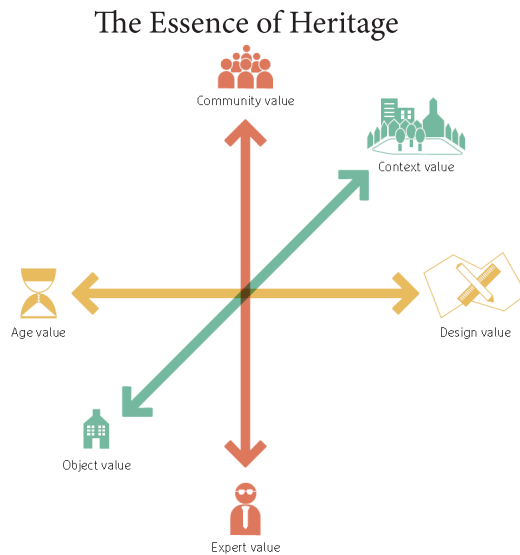 The Essence of Heritage
Community value
Context value
Age value
Design value
Object value
Expert value